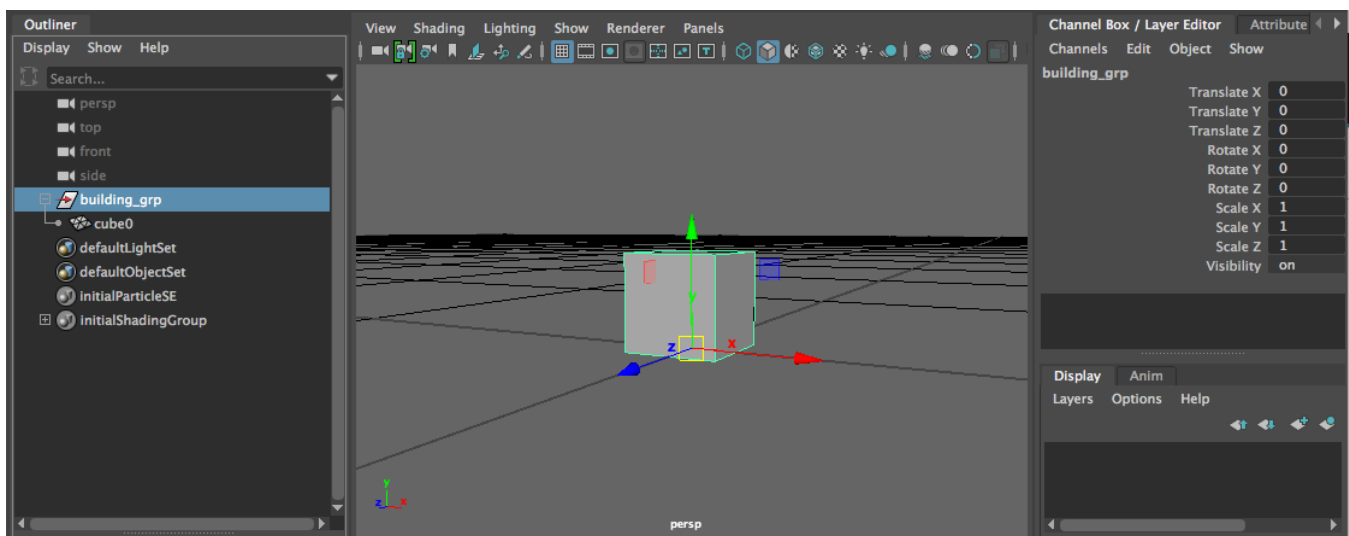 Outliner
Display Show Help
Search...
persp
top
front
side
building_grp
cube0
defaultLightSet
defaultObjectSet
initialParticleSE
initialShadingGroup
View Shading Lighting Show Renderer Panels
T
y
z
x
y
z
x
persp
Channel Box / Layer Editor Attribute
Channels Edit Object Show
building_grp
Translate X 0
Translate Y 0
Translate Z 0
Rotate X 0
Rotate Y 0
Rotate Z 0
Scale X 1
Scale Y 1
Scale Z 1
Visibility on
Display Anim
Layers Options Help